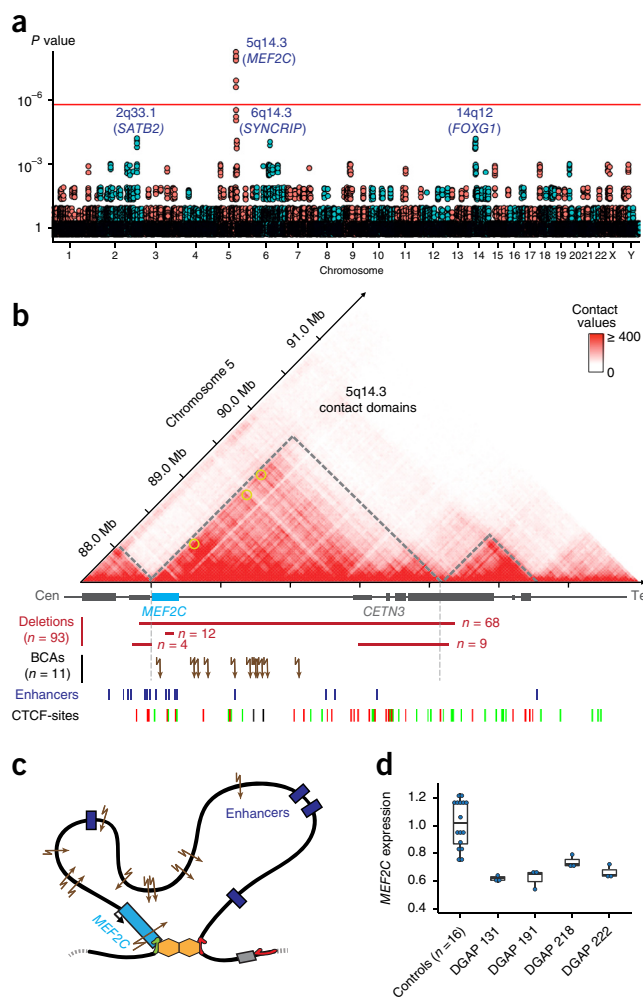 a
P value
5q14.3
(MEF2C)
10-6
2q33.1
(SATB2)
6q14.3
(SYNCRIP)
14q12
(FOXG1)
10-3
1
1 2 3 4 5 6 7 8 9 10 11 12 13 14 15 16 17 18 19 20 21 22 X Y
Chromosome
b
Contact
values
≥ 400
0
Chromosome 5
88.0 Mb
89.0 Mb
90.0 Mb
91.0 Mb
5q14.3
contact domains
Cen
Te
MEF2C
CETN3
Deletions
(n = 93)
n = 68
n = 12
n = 4
n = 9
BCAs
(n = 11)
Enhancers
CTCF-sites
c
Enhancers
MEF2C
d
MEF2C expression
1.2
1.0
0.8
0.6
0.4
Controls (n =16)
DGAP 131
DGAP 191
DGAP 218
DGAP 222